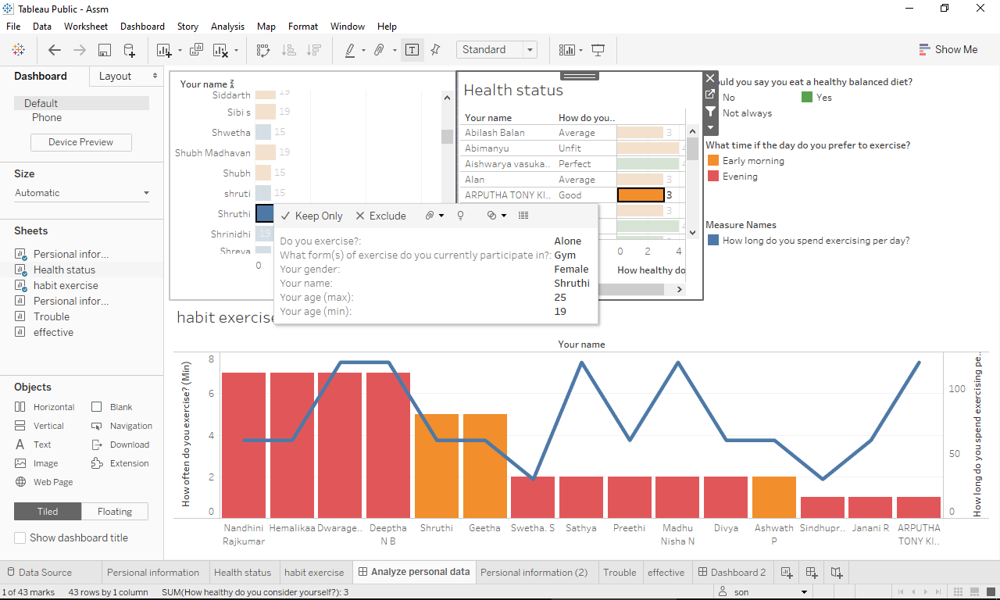 Tableau Public - Assm
File Data Worksheet Dashboard Story Analysis Map Format Window Help
Standard
Show Me
Dashboard
Layout
Default
Phone
Device Preview
Size
Automatic
Sheets
Personal infor...
Health status
habit exercise
Personal infor...
Trouble
effective
Objects
Horizontal Blank
Vertical Navigation
Text Download
Image Extension
Web Page
Tiled Floating
Show dashboard title
Your name
Siddarth 19
Sibi s 19
Shwetha 15
Shubh Madhavan 19
Shubh 15
shruti 15
Shruthi
Shrinidhi 19
Shreya
0
Health status
Your name How do you..
Abilash Balan Average 3
Abimanyu Unfit 4
Aishwarya vasuka.. Perfect 4
Alan Average 3
ARPUTHA TONY KI.. Good 3
3
0 2 4
How healthy do
ould you say you eat a healthy balanced diet?
No Yes
Not always
What time if the day do you prefer to exercise?
Early morning
Evening
Measure Names
How long do you spend exercising per day?
Keep Only Exclude
Do you exercise?: Alone
What form(s) of exercise do you currently participate in?: Gym
Your gender: Female
Your name: Shruthi
Your age (max): 25
Your age (min): 19
habit exercise
Your name
How often do you exercise? (Min)
8
6
4
2
0
100
50
0
How long do you spend exercising pe..
Nandhini Rajkumar
Hemalikaa
Dwarage..
Deeptha N B
Shruthi
Geetha
Swetha. S
Sathya
Preethi
Madhu Nisha N
Divya
Ashwath P
Sindhupr..
Janani R
ARPUTHA TONY KI..
Data Source Personal information Health status habit exercise Analyze personal data Personal information (2) Trouble effective Dashboard 2
1 of 43 marks 43 rows by 1 column SUM(How healthy do you consider yourself?): 3 son